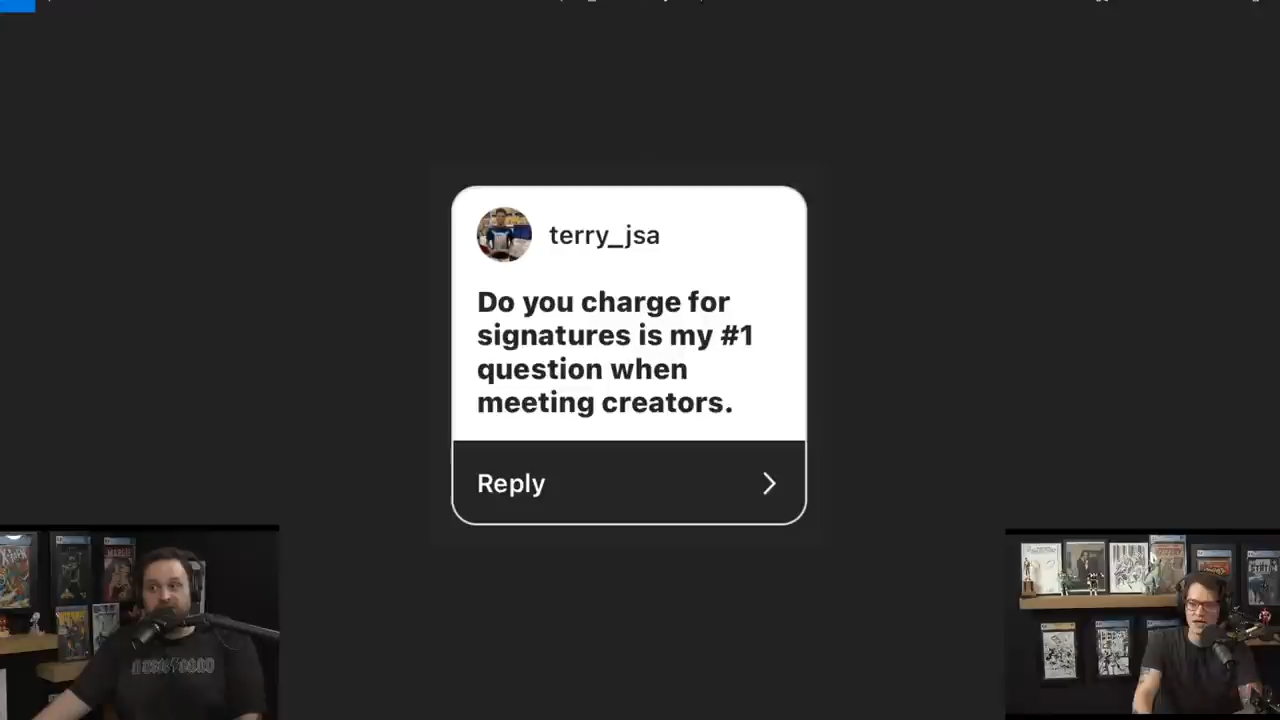 terry_jsa
Do you charge for
signatures is my #1
question when
meeting creators.
Reply